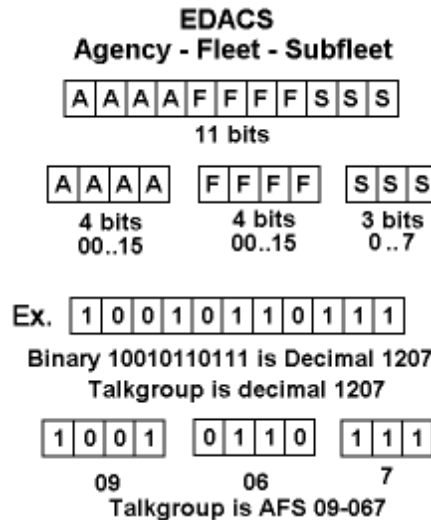 EDACS
Agency - Fleet - Subfleet
A A A A F F F F S S S
11 bits
A A A A F F F F S S S
4 bits 4 bits 3 bits
00..15 00..15 0..7
Ex. 1 0 0 1 0 1 1 0 1 1 1
Binary 10010110111 is Decimal 1207
Talkgroup is decimal 1207
1 0 0 1 0 1 1 0 1 1 1
09 06 7
Talkgroup is AFS 09-067